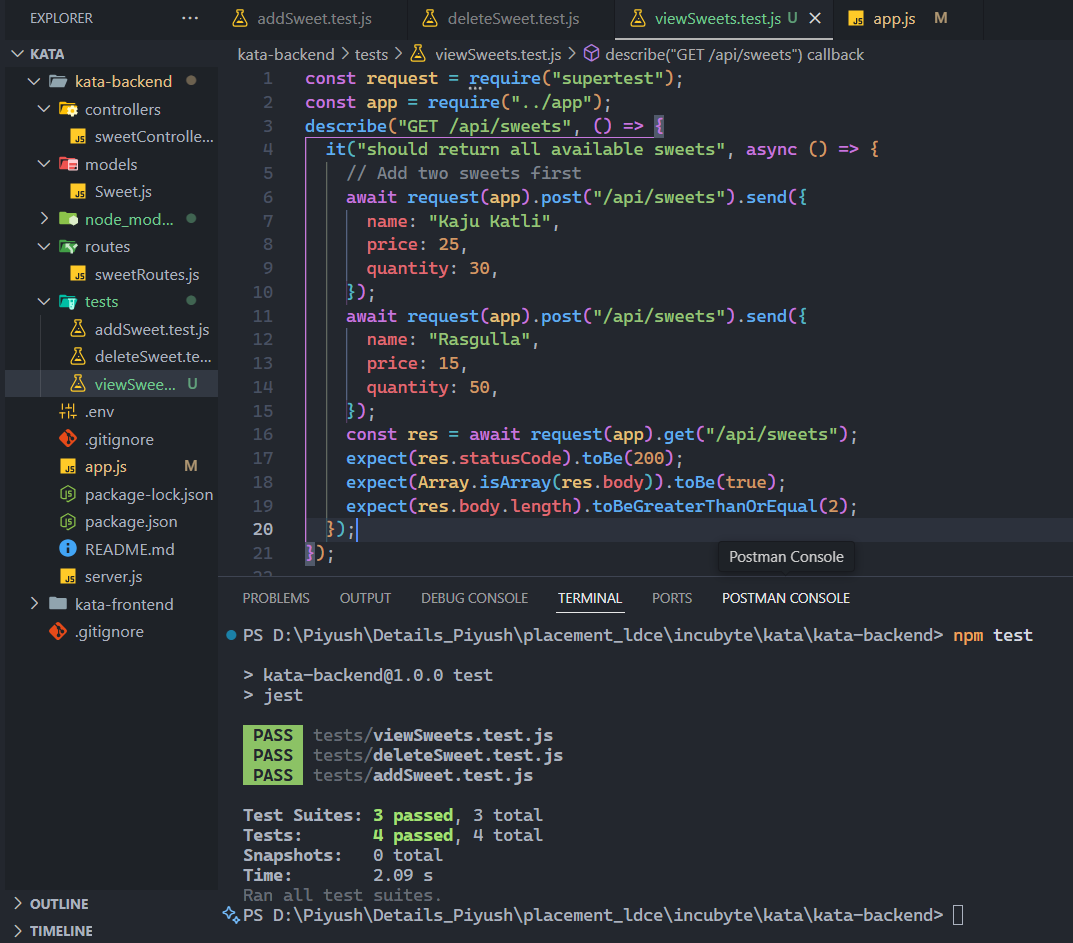 EXPLORER ...
KATA
kata-backend
controllers
JS sweetControlle...
models
JS Sweet.js
node_mod...
routes
JS sweetRoutes.js
tests
addSweet.test.js
deleteSweet.te...
viewSwee... U
.env
.gitignore
JS app.js M
package-lock.json
package.json
README.md
JS server.js
kata-frontend
.gitignore
OUTLINE
TIMELINE
addSweet.test.js deleteSweet.test.js viewSweets.test.js U × JS app.js M
kata-backend > tests > viewSweets.test.js > describe("GET /api/sweets") callback
1 const request = require("supertest");
2 const app = require("../app");
3 describe("GET /api/sweets", () => {
4 it("should return all available sweets", async () => {
5 // Add two sweets first
6 await request(app).post("/api/sweets").send({
7 name: "Kaju Katli",
8 price: 25,
9 quantity: 30,
10 });
11 await request(app).post("/api/sweets").send({
12 name: "Rasgulla",
13 price: 15,
14 quantity: 50,
15 });
16 const res = await request(app).get("/api/sweets");
17 expect(res.statusCode).toBe(200);
18 expect(Array.isArray(res.body)).toBe(true);
19 expect(res.body.length).toBeGreaterThanOrEqual(2);
20 });
21 });
22
Postman Console
PROBLEMS OUTPUT DEBUG CONSOLE TERMINAL PORTS POSTMAN CONSOLE
PS D:\Piyush\Details_Piyush\placement_ldce\incubyte\kata\kata-backend> npm test
> kata-backend@1.0.0 test
> jest
PASS tests/viewSweets.test.js
PASS tests/deleteSweet.test.js
PASS tests/addSweet.test.js
Test Suites: 3 passed, 3 total
Tests: 4 passed, 4 total
Snapshots: 0 total
Time: 2.09 s
Ran all test suites.
PS D:\Piyush\Details_Piyush\placement_ldce\incubyte\kata\kata-backend>